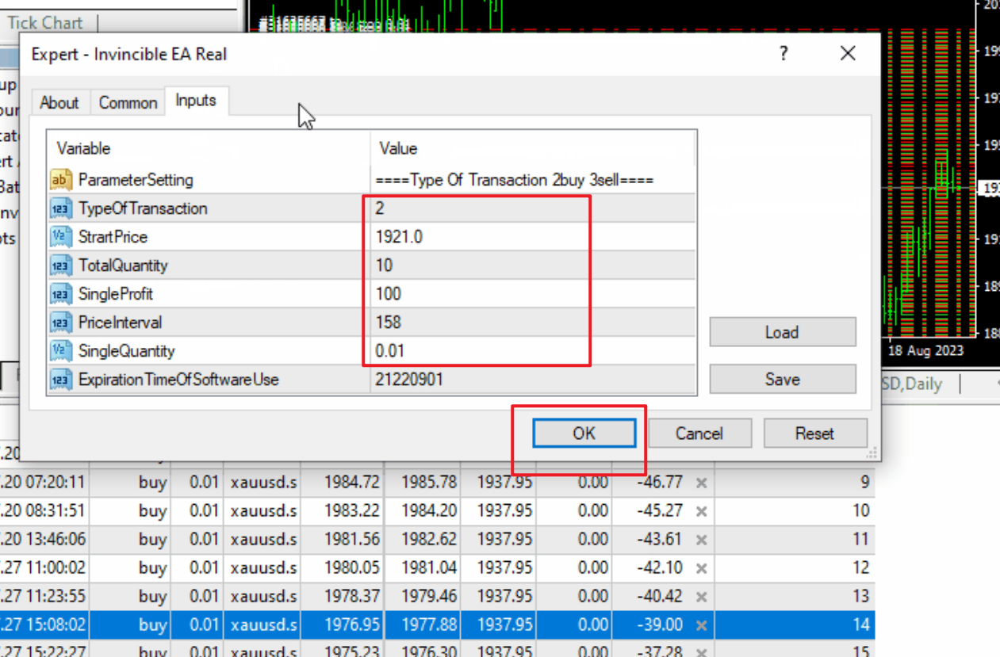 Tick Chart
Expert - Invincible EA Real
?
About
Common
Inputs
Variable
Value
ParameterSetting
====Type Of Transaction 2buy 3sell====
TypeOfTransaction
2
StrartPrice
1921.0
TotalQuantity
10
SingleProfit
100
PriceInterval
158
SingleQuantity
0.01
ExpirationTimeOfSoftwareUse
21220901
Load
Save
OK
Cancel
Reset
18 Aug 2023
SD,Daily
.20 07:20:11 buy 0.01 xauusd.s 1984.72 1985.78 1937.95 0.00 -46.77 9
.20 08:31:51 buy 0.01 xauusd.s 1983.22 1984.20 1937.95 0.00 -45.27 10
.20 13:46:06 buy 0.01 xauusd.s 1981.56 1982.62 1937.95 0.00 -43.61 11
.27 11:00:02 buy 0.01 xauusd.s 1980.05 1981.04 1937.95 0.00 -42.10 12
.27 11:23:55 buy 0.01 xauusd.s 1978.37 1979.46 1937.95 0.00 -40.42 13
.27 15:08:02 buy 0.01 xauusd.s 1976.95 1977.88 1937.95 0.00 -39.00 14
.27 15:22:27 buy 0.01 xauusd.s 1975.23 1976.30 1937.95 0.00 -37.28 15